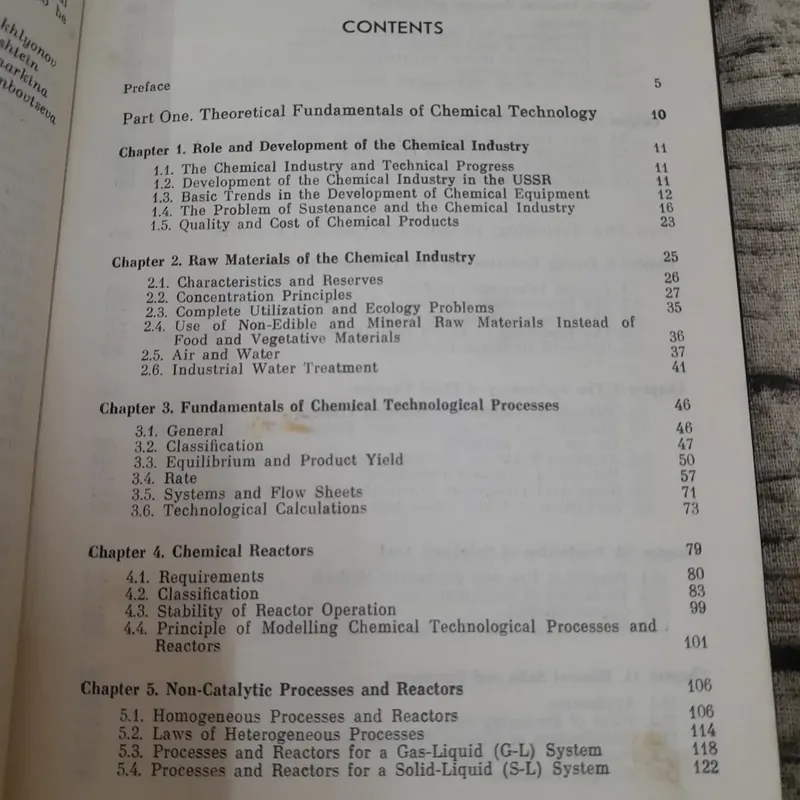 be
khlyonov
shtein
narkina
nbovtseva
CONTENTS
Preface 5
Part One. Theoretical Fundamentals of Chemical Technology 10
Chapter 1. Role and Development of the Chemical Industry 11
1.1. The Chemical Industry and Technical Progress 11
1.2. Development of the Chemical Industry in the USSR 11
1.3. Basic Trends in the Development of Chemical Equipment 12
1.4. The Problem of Sustenance and the Chemical Industry 16
1.5. Quality and Cost of Chemical Products 23
Chapter 2. Raw Materials of the Chemical Industry 25
2.1. Characteristics and Reserves 26
2.2. Concentration Principles 27
2.3. Complete Utilization and Ecology Problems 35
2.4. Use of Non-Edible and Mineral Raw Materials Instead of
Food and Vegetative Materials 36
2.5. Air and Water 37
2.6. Industrial Water Treatment 41
Chapter 3. Fundamentals of Chemical Technological Processes 46
3.1. General 46
3.2. Classification 47
3.3. Equilibrium and Product Yield 50
3.4. Rate 57
3.5. Systems and Flow Sheets 71
3.6. Technological Calculations 73
Chapter 4. Chemical Reactors 79
4.1. Requirements 80
4.2. Classification 83
4.3. Stability of Reactor Operation 99
4.4. Principle of Modelling Chemical Technological Processes and
Reactors 101
Chapter 5. Non-Catalytic Processes and Reactors 106
5.1. Homogeneous Processes and Reactors 106
5.2. Laws of Heterogeneous Processes 114
5.3. Processes and Reactors for a Gas-Liquid (G-L) System 118
5.4. Processes and Reactors for a Solid-Liquid (S-L) System 122